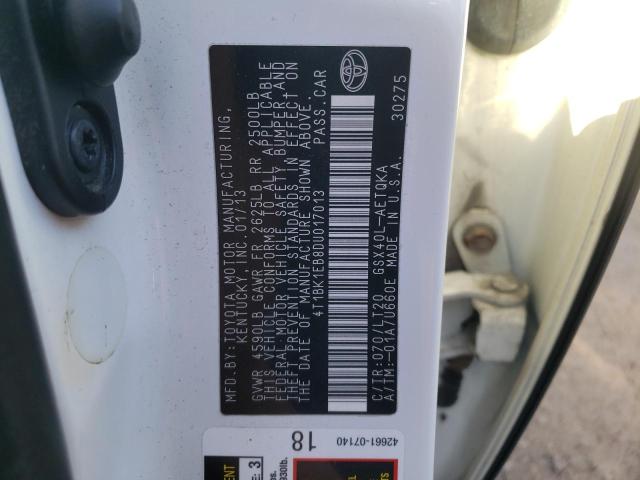 MFD. BY: TOYOTA MOTOR MANUFACTURING,
KENTUCKY, INC. 01/13
GVWR 4590LB GAWR FR 2625LB RR 2500LB
THIS VEHICLE CONFORMS TO ALL APPLICABLE
FEDERAL MOTOR VEHICLE SAFETY, BUMPER, AND
THEFT PREVENTION STANDARDS IN EFFECT ON
THE DATE OF MANUFACTURE SHOWN ABOVE.
4T1BK1EB8DU017013 PASS. CAR
C/TR: 070/LT20 GSX40L-AETQKA
A/TM: -01A/U660E MADE IN U.S.A.
30275
18
42661-07140
3
930lb.